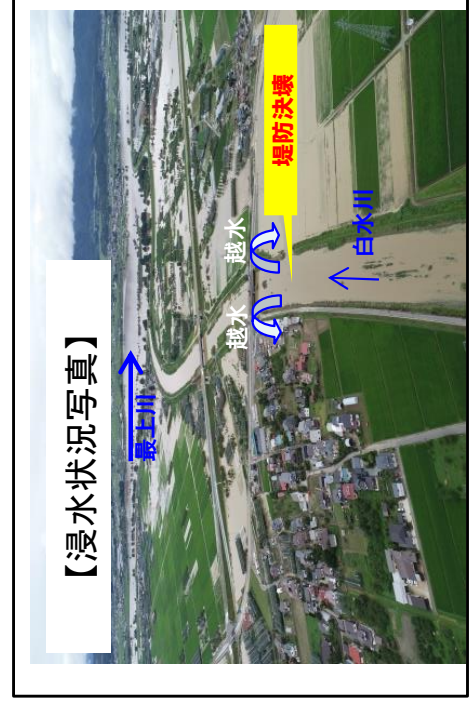 【浸水状況写真】
最上川
越水
越水
堤防決壊
白水川